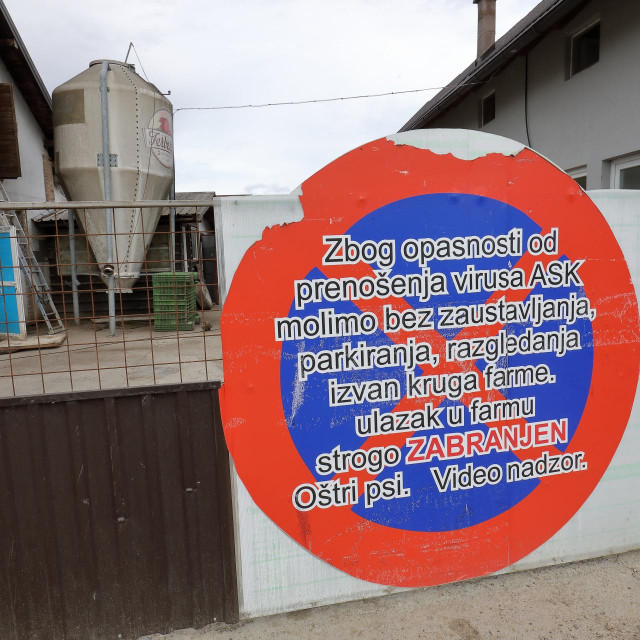 Zbog opasnosti od
prenošenja virusa ASK
molimo bez zaustavljanja,
parkiranja, razgledanja
izvan kruga farme.
ulazak u farmu
strogo ZABRANJEN
Oštri psi. Video nadzor.